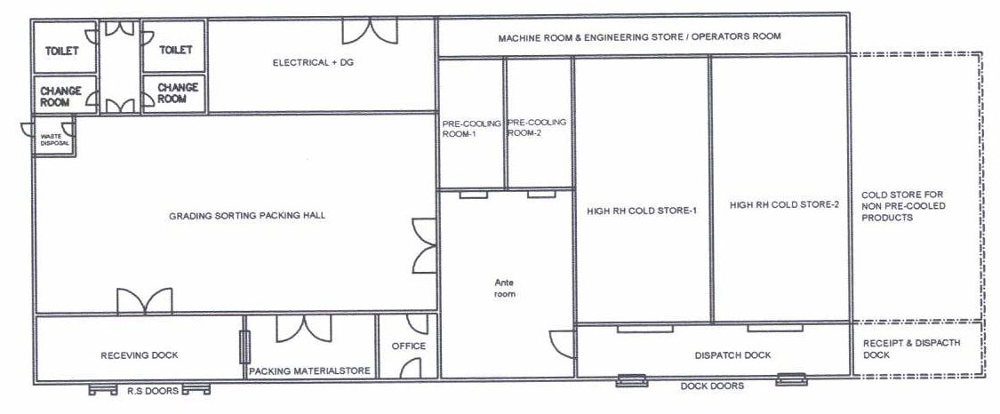 TOILET
TOILET
MACHINE ROOM & ENGINEERING STORE / OPERATORS ROOM
ELECTRICAL + DG
CHANGE
ROOM
CHANGE
ROOM
WASTE
DISPOSAL
PRE-COOLING
ROOM-1
PRE-COOLING
ROOM-2
GRADING SORTING PACKING HALL
HIGH RH COLD STORE-1
HIGH RH COLD STORE-2
COLD STORE FOR
NON PRE-COOLED
PRODUCTS
Ante
room
RECEVING DOCK
PACKING MATERIALSTORE
OFFICE
DISPATCH DOCK
RECEIPT & DISPACTH
DOCK
R.S DOORS
DOCK DOORS